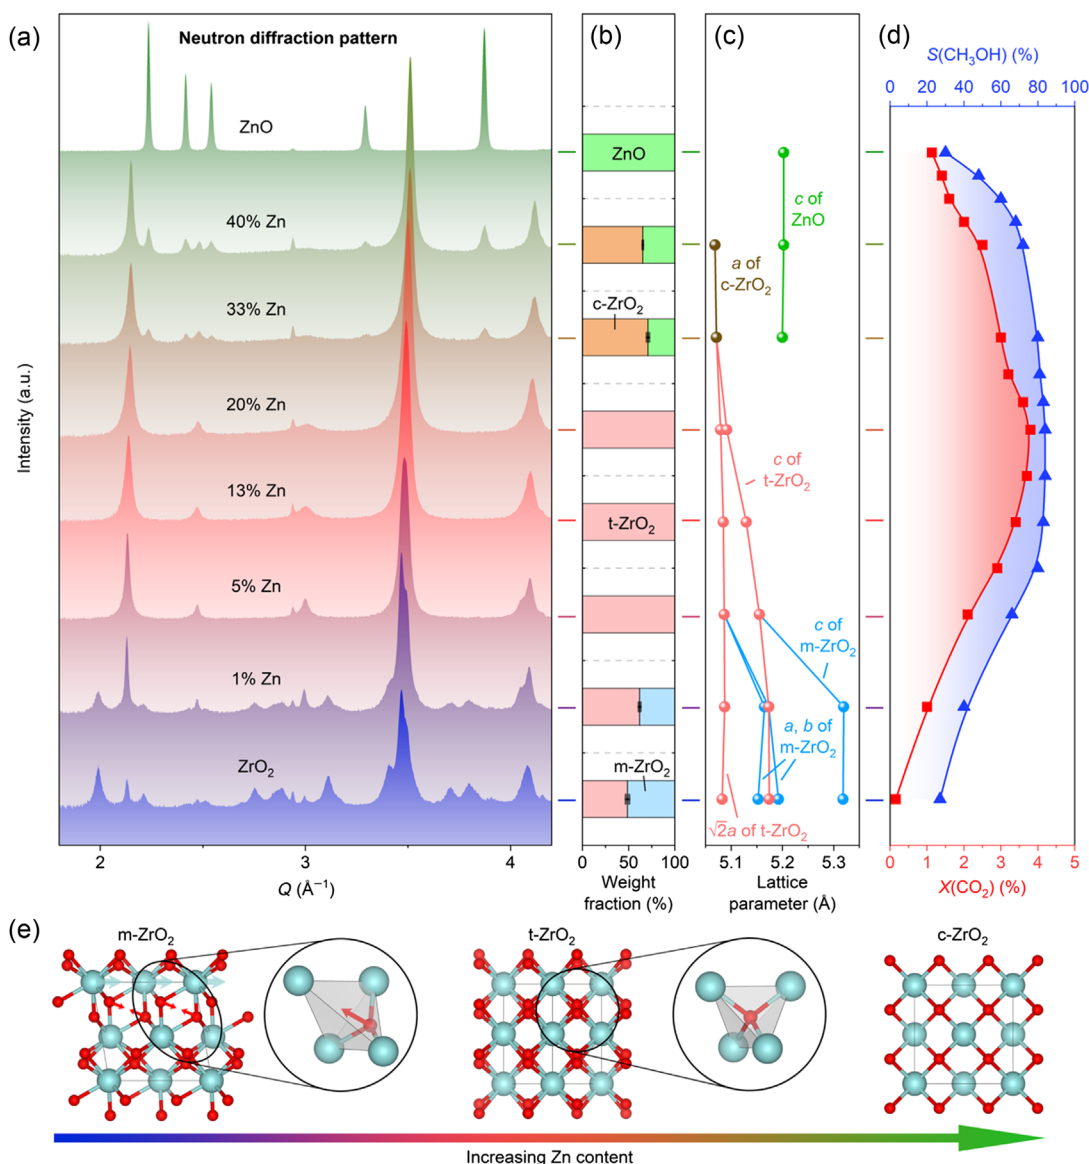 (a)
(b)
(c)
(d)
Neutron diffraction pattern
S(CH₃OH) (%)
0 20 40 60 80 100
ZnO
40% Zn
33% Zn
20% Zn
13% Zn
5% Zn
1% Zn
ZrO₂
Intensity (a.u.)
2 3 4
Q (Å⁻¹)
ZnO
c-ZrO₂
t-ZrO₂
m-ZrO₂
0 50 100
Weight
fraction (%)
c of
ZnO
a of
c-ZrO₂
c of
t-ZrO₂
c of
m-ZrO₂
a, b of
m-ZrO₂
√2a of t-ZrO₂
5.1 5.2 5.3
Lattice
parameter (Å)
0 1 2 3 4 5
X(CO₂) (%)
(e)
m-ZrO₂
t-ZrO₂
c-ZrO₂
Increasing Zn content